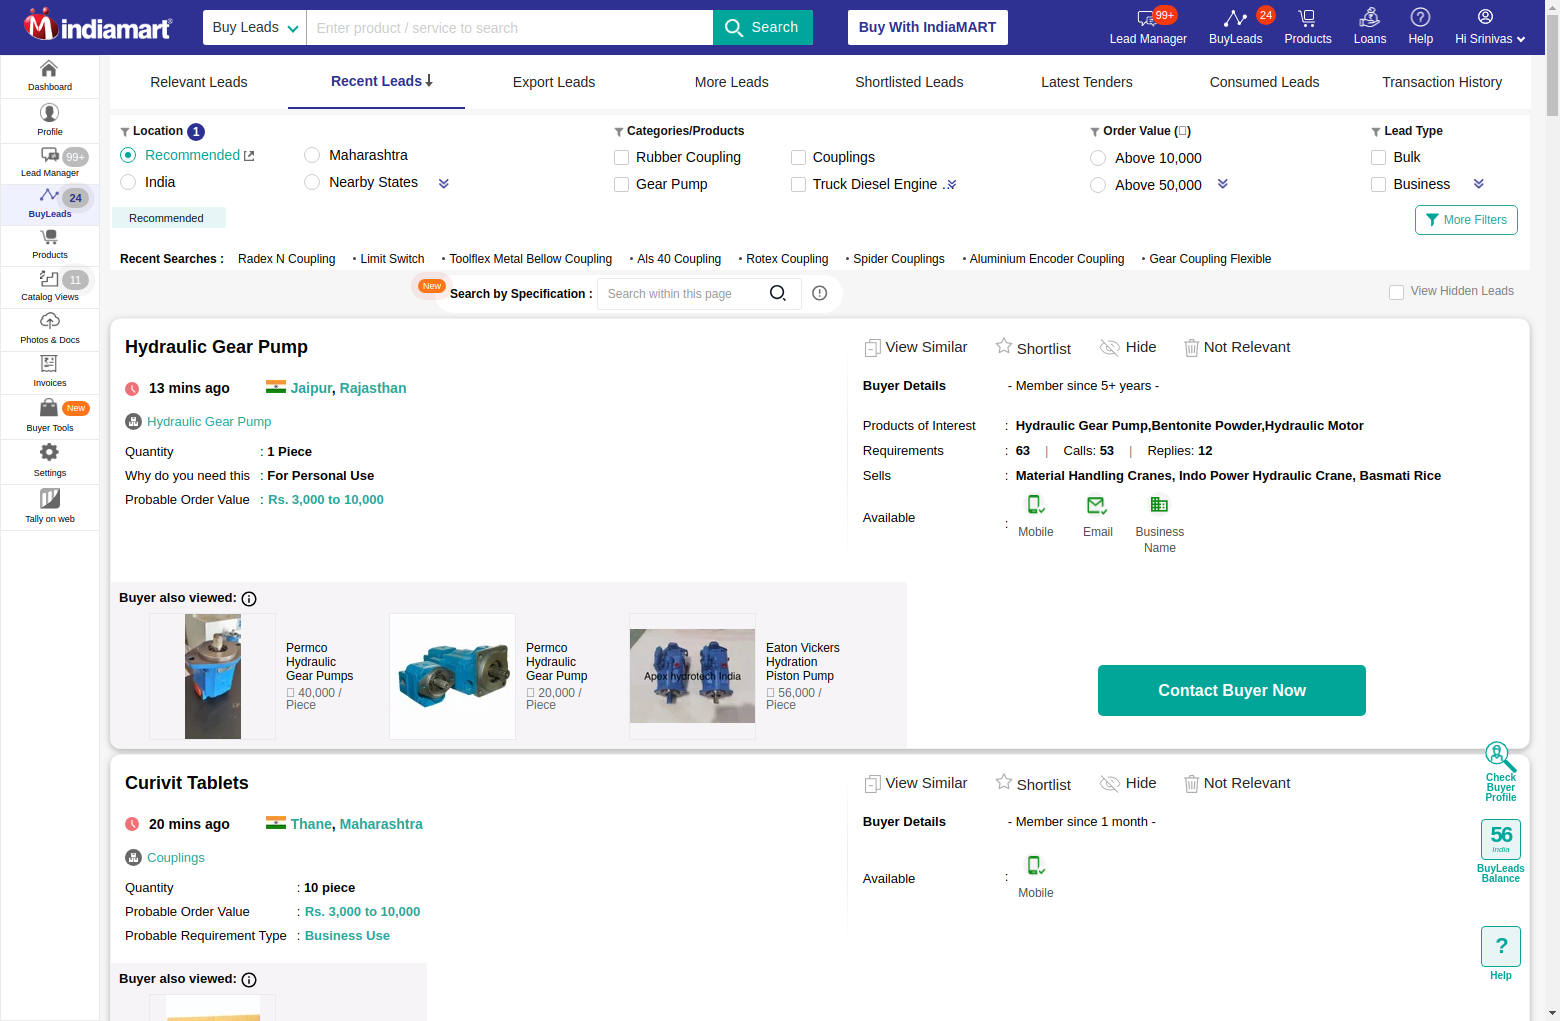 indiamart
Buy Leads
Enter product / service to search
Search
Buy With IndiaMART
99+
Lead Manager
24
BuyLeads
Products
Loans
Help
Hi Srinivas
Dashboard
Profile
99+
Lead Manager
24
BuyLeads
Products
11
Catalog Views
Photos & Docs
Invoices
New
Buyer Tools
Settings
Tally on web
Relevant Leads
Recent Leads
Export Leads
More Leads
Shortlisted Leads
Latest Tenders
Consumed Leads
Transaction History
Location 1
Recommended
Maharashtra
India
Nearby States
Categories/Products
Rubber Coupling
Couplings
Gear Pump
Truck Diesel Engine ..
Order Value (▯)
Above 10,000
Above 50,000
Lead Type
Bulk
Business
Recommended
More Filters
Recent Searches : Radex N Coupling • Limit Switch • Toolflex Metal Bellow Coupling • Als 40 Coupling • Rotex Coupling • Spider Couplings • Aluminium Encoder Coupling • Gear Coupling Flexible
New
Search by Specification : Search within this page
View Hidden Leads
Hydraulic Gear Pump
13 mins ago
Jaipur, Rajasthan
Hydraulic Gear Pump
Quantity : 1 Piece
Why do you need this : For Personal Use
Probable Order Value : Rs. 3,000 to 10,000
View Similar
Shortlist
Hide
Not Relevant
Buyer Details - Member since 5+ years -
Products of Interest : Hydraulic Gear Pump,Bentonite Powder,Hydraulic Motor
Requirements : 63 | Calls: 53 | Replies: 12
Sells : Material Handling Cranes, Indo Power Hydraulic Crane, Basmati Rice
Available :
Mobile
Email
Business
Name
Buyer also viewed:
Permco
Hydraulic
Gear Pumps
▯ 40,000 /
Piece
Permco
Hydraulic
Gear Pump
▯ 20,000 /
Piece
Apex hydrotech India
Eaton Vickers
Hydration
Piston Pump
▯ 56,000 /
Piece
Contact Buyer Now
Curivit Tablets
20 mins ago
Thane, Maharashtra
Couplings
Quantity : 10 piece
Probable Order Value : Rs. 3,000 to 10,000
Probable Requirement Type : Business Use
View Similar
Shortlist
Hide
Not Relevant
Buyer Details - Member since 1 month -
Available :
Mobile
Buyer also viewed:
Check
Buyer
Profile
56
India
BuyLeads
Balance
?
Help